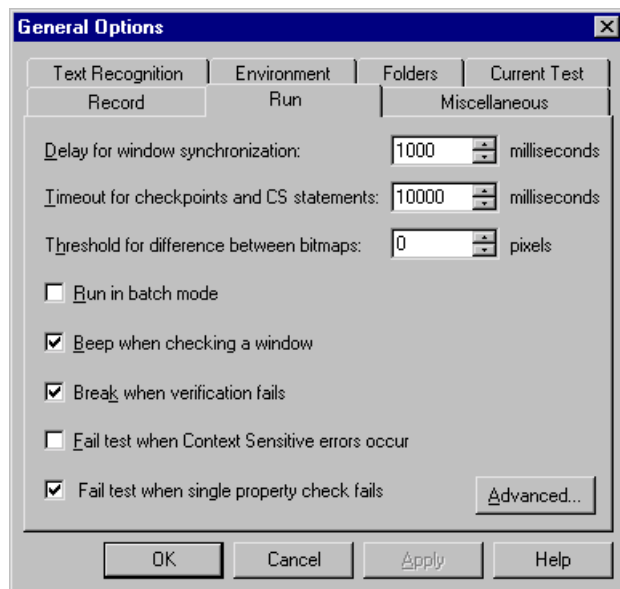 General Options
Text Recognition Environment Folders Current Test
Record Run Miscellaneous
Delay for window synchronization: 1000 milliseconds
Timeout for checkpoints and CS statements: 10000 milliseconds
Threshold for difference between bitmaps: 0 pixels
Run in batch mode
Beep when checking a window
Break when verification fails
Fail test when Context Sensitive errors occur
Fail test when single property check fails
Advanced...
OK Cancel Apply Help